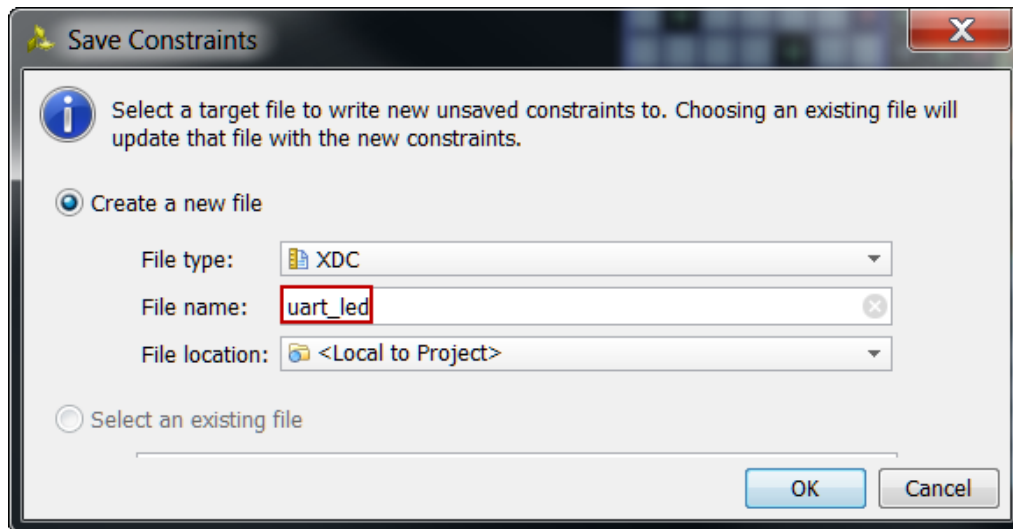 Save Constraints
Select a target file to write new unsaved constraints to. Choosing an existing file will
update that file with the new constraints.
Create a new file
File type: XDC
File name: uart_led
File location: <Local to Project>
Select an existing file
OK Cancel